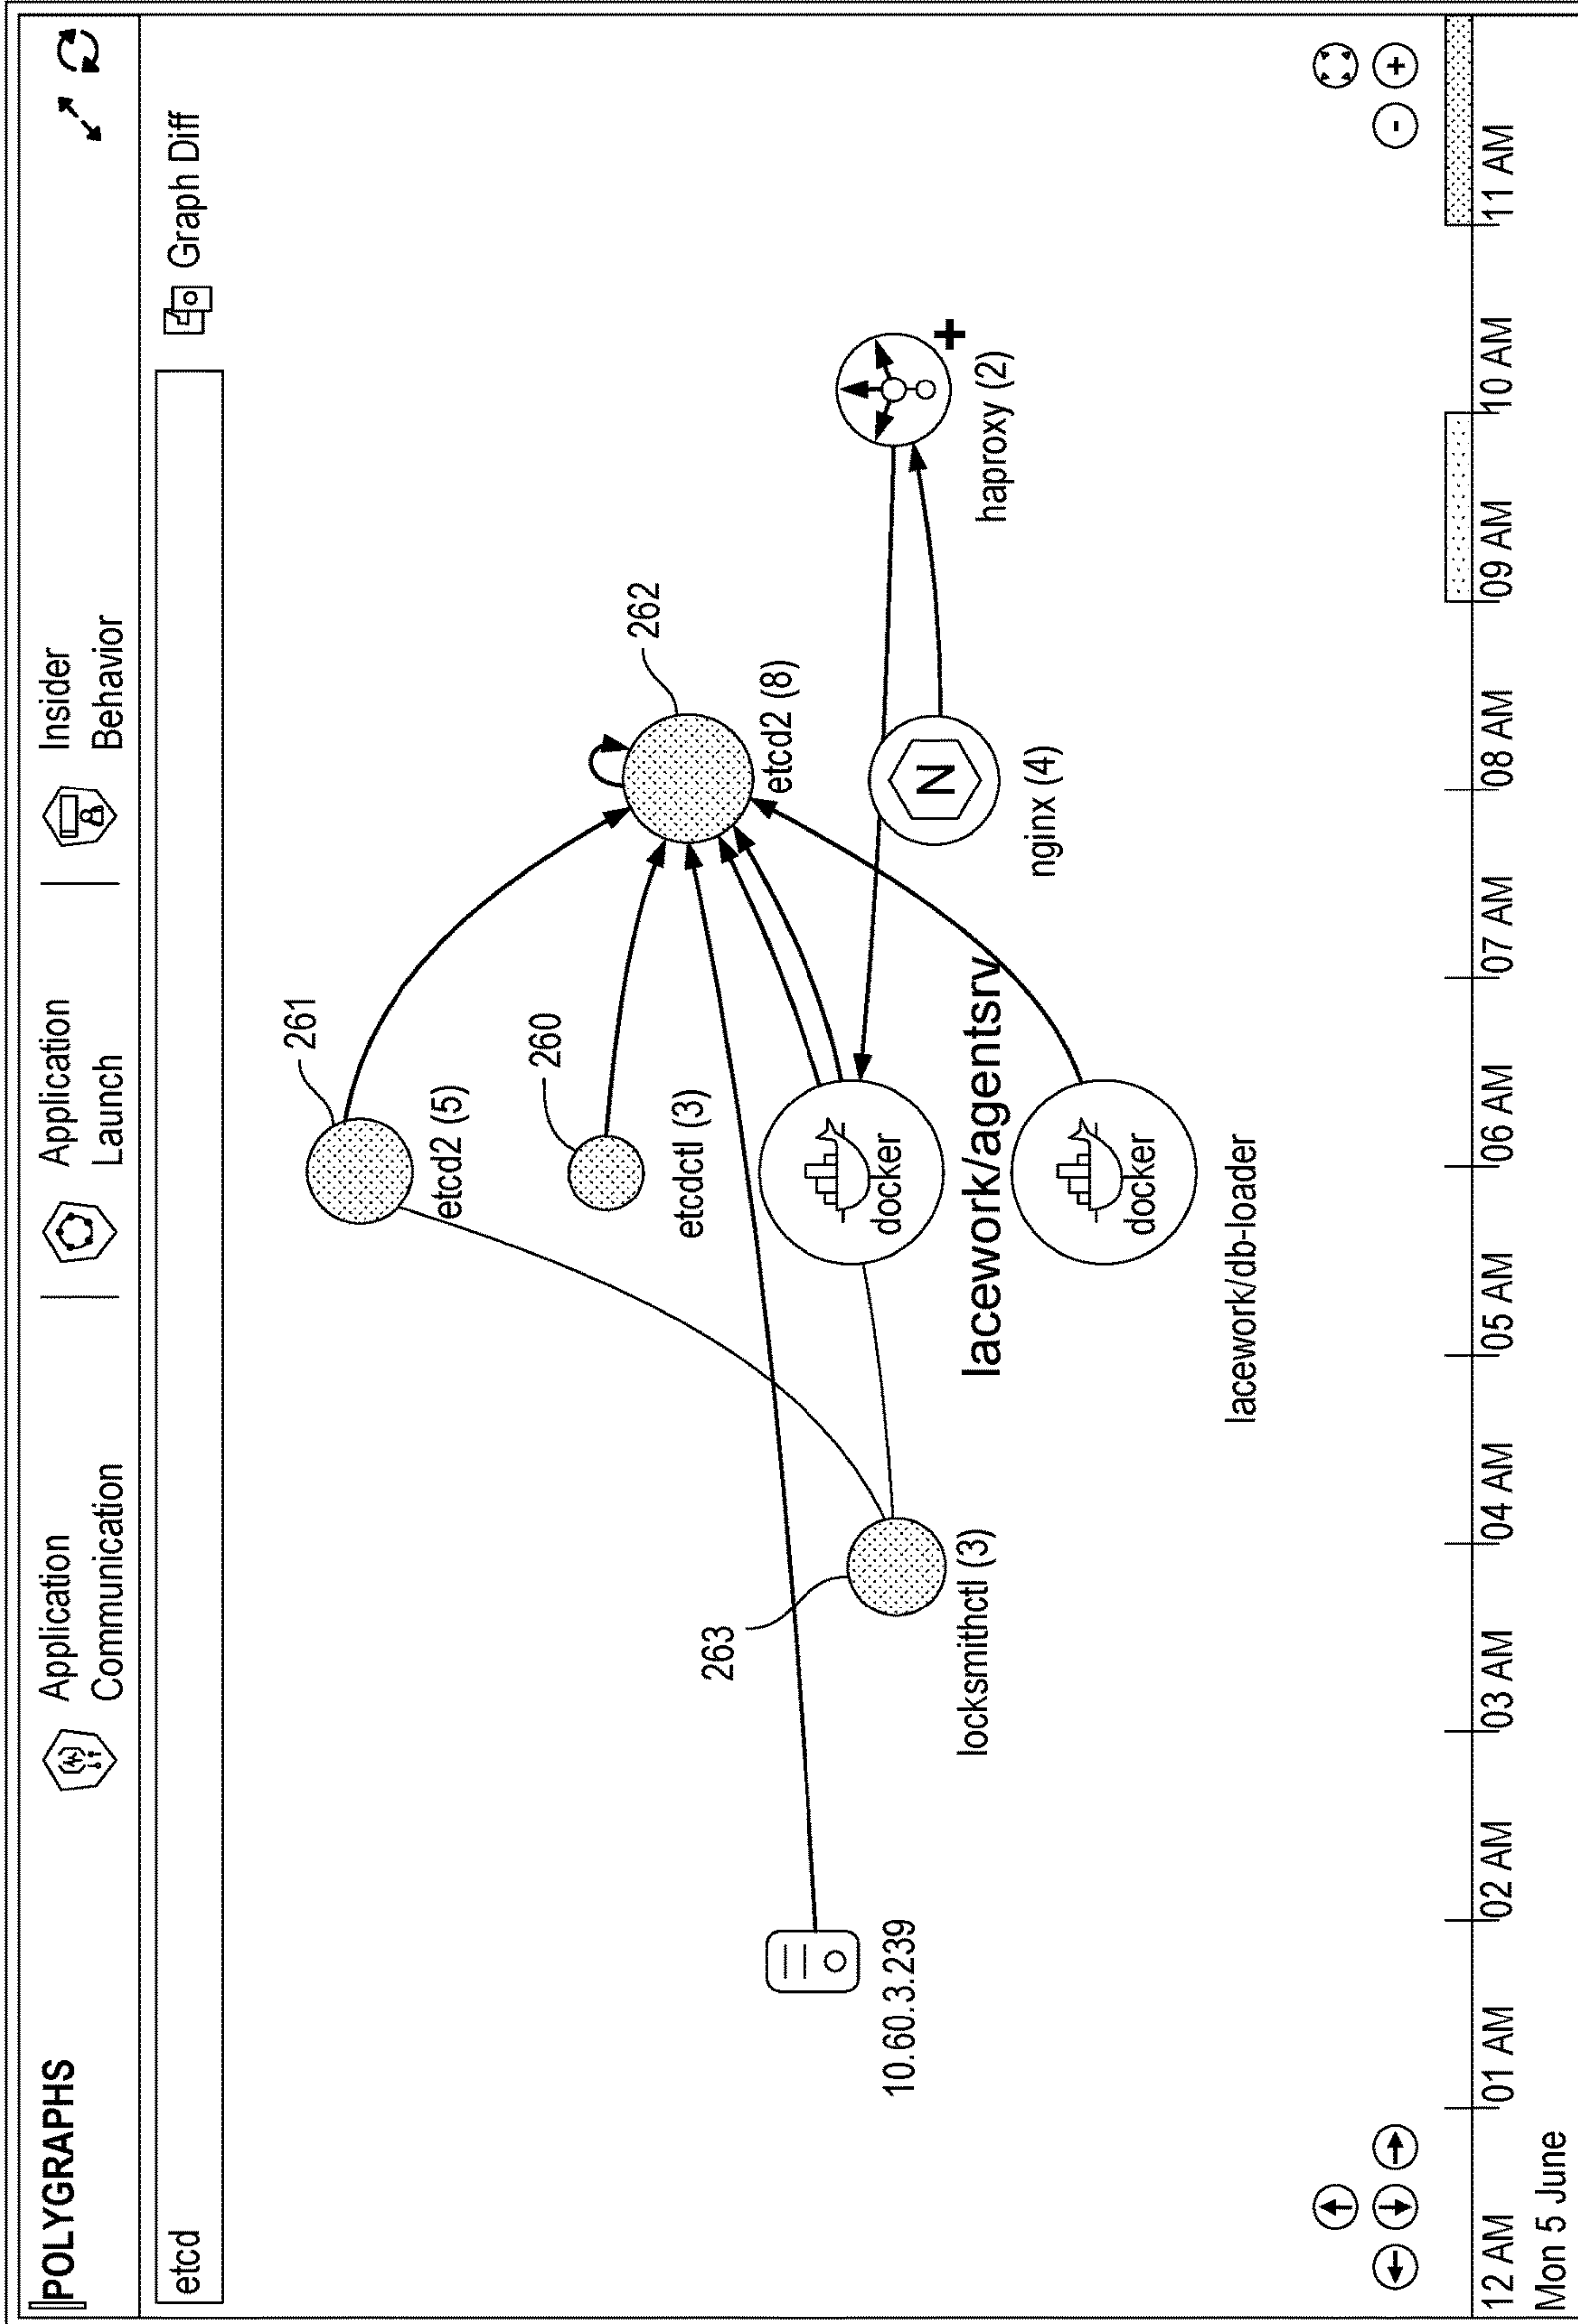 POLYGRAPHS
Application
Communication
Application
Launch
Insider
Behavior
etcd
Graph Diff
261
etcd2 (5)
260
etcdctl (3)
262
etcd2 (8)
263
locksmithctl (3)
10.60.3.239
docker
lacework/agentsrv
docker
lacework/db-loader
N
nginx (4)
+
haproxy (2)
- +
12 AM 01 AM 02 AM 03 AM 04 AM 05 AM 06 AM 07 AM 08 AM 09 AM 10 AM 11 AM
Mon 5 June